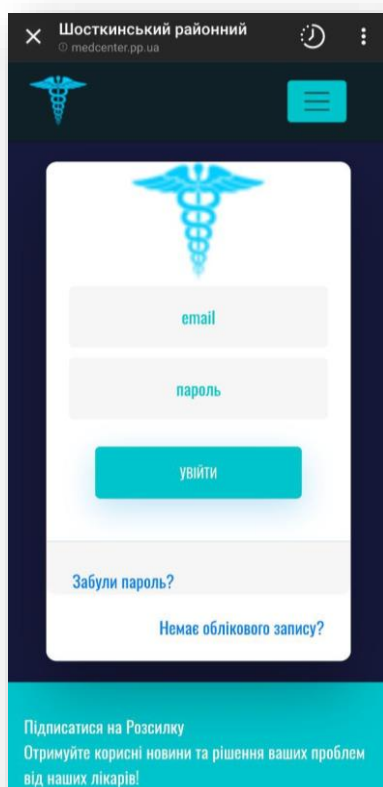 Шосткинський районний
medcenter.pp.ua
email
пароль
УВІЙТИ
Забули пароль?
Немає облікового запису?
Підписатися на Розсилку
Отримуйте корисні новини та рішення ваших проблем
від наших лікарів!